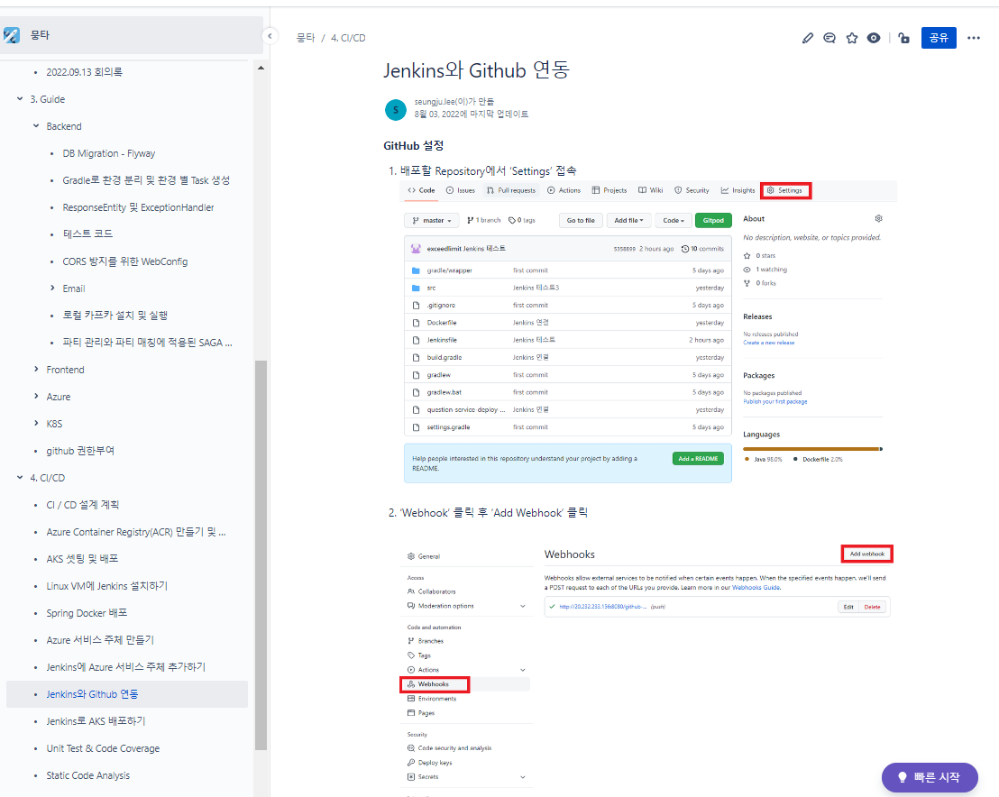 뭉타
2022.09.13 회의록
3. Guide
Backend
DB Migration - Flyway
Gradle로 환경 분리 및 환경 별 Task 생성
ResponseEntity 및 ExceptionHandler
테스트 코드
CORS 방지를 위한 WebConfig
Email
로컬 카프카 설치 및 실행
파티 관리와 파티 매칭에 적용된 SAGA ...
Frontend
Azure
K8S
github 권한부여
4. CI/CD
CI / CD 설계 계획
Azure Container Registry(ACR) 만들기 및 ...
AKS 셋팅 및 배포
Linux VM에 Jenkins 설치하기
Spring Docker 배포
Azure 서비스 주체 만들기
Jenkins에 Azure 서비스 주체 추가하기
Jenkins와 Github 연동
Jenkins로 AKS 배포하기
Unit Test & Code Coverage
Static Code Analysis
뭉타 / 4. CI/CD
공유
Jenkins와 Github 연동
S
seungju.lee(이)가 만듦
8월 03, 2022에 마지막 업데이트
GitHub 설정
1. 배포할 Repository에서 ‘Settings’ 접속
Code Issues Pull requests Actions Projects Wiki Security Insights Settings
master 1 branch 0 tags Go to file Add file Code Gitpod
exceedlimit Jenkins 테스트 5358899 2 hours ago 10 commits
gradle/wrapper first commit 5 days ago
src Jenkins 테스트3 yesterday
.gitignore first commit 5 days ago
Dockerfile Jenkins 연결 yesterday
Jenkinsfile Jenkins 테스트 2 hours ago
build.gradle Jenkins 연결 yesterday
gradlew first commit 5 days ago
gradlew.bat first commit 5 days ago
question-service-deploy ... Jenkins 연결 yesterday
settings.gradle first commit 5 days ago
Help people interested in this repository understand your project by adding a
README.
Add a README
About
No description, website, or topics provided.
0 stars
1 watching
0 forks
Releases
No releases published
Create a new release
Packages
No packages published
Publish your first package
Languages
Java 98.0% Dockerfile 2.0%
2. ‘Webhook’ 클릭 후 ‘Add Webhook’ 클릭
General
Access
Collaborators
Moderation options
Code and automation
Branches
Tags
Actions
Webhooks
Environments
Pages
Security
Code security and analysis
Deploy keys
Secrets
Webhooks
Add webhook
Webhooks allow external services to be notified when certain events happen. When the specified events happen, we'll send
a POST request to each of the URLs you provide. Learn more in our Webhooks Guide.
http://20.232.233.156:8080/github-... (push) Edit Delete
빠른 시작